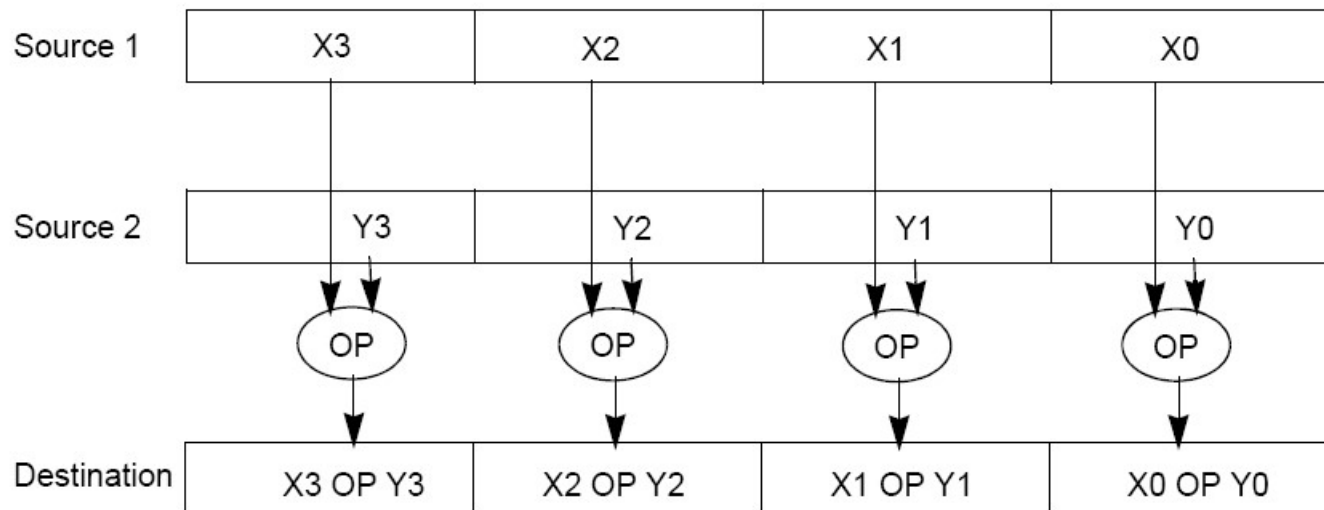 Source 1 X3 X2 X1 X0
Source 2 Y3 Y2 Y1 Y0
OP OP OP OP
Destination X3 OP Y3 X2 OP Y2 X1 OP Y1 X0 OP Y0